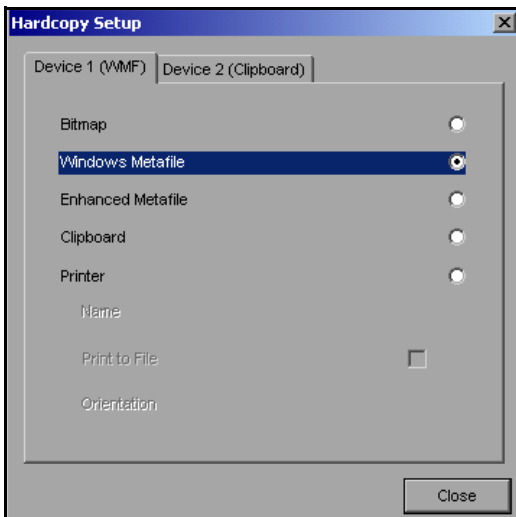 Hardcopy Setup
Device 1 (WMF) Device 2 (Clipboard)
Bitmap
Windows Metafile
Enhanced Metafile
Clipboard
Printer
Name
Print to File
Orientation
Close